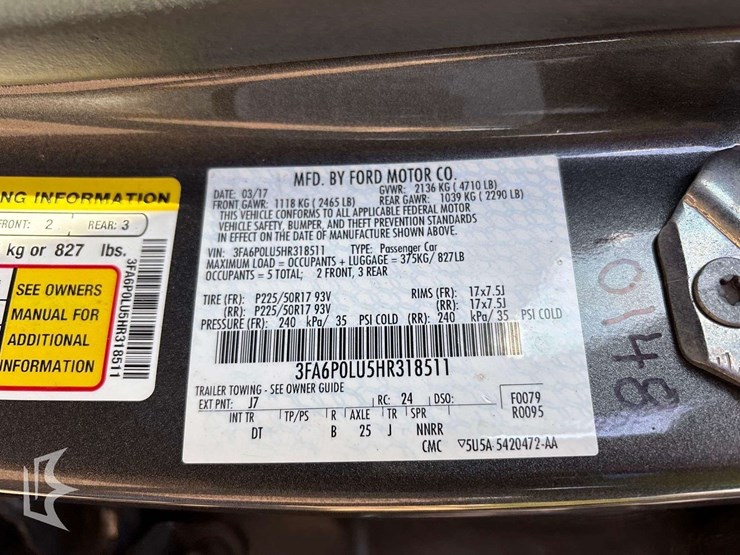 NG INFORMATION
FRONT: 2 REAR: 3
kg or 827 lbs.
SEE OWNERS
MANUAL FOR
ADDITIONAL
INFORMATION
3FA6P0LU5HR318511
MFD. BY FORD MOTOR CO.
DATE: 03/17 GVWR: 2136 KG ( 4710 LB)
FRONT GAWR: 1118 KG ( 2465 LB) REAR GAWR: 1039 KG ( 2290 LB)
THIS VEHICLE CONFORMS TO ALL APPLICABLE FEDERAL MOTOR
VEHICLE SAFETY, BUMPER, AND THEFT PREVENTION STANDARDS
IN EFFECT ON THE DATE OF MANUFACTURE SHOWN ABOVE.
VIN: 3FA6P0LU5HR318511 TYPE: Passenger Car
MAXIMUM LOAD = OCCUPANTS + LUGGAGE = 375KG/ 827LB
OCCUPANTS = 5 TOTAL: 2 FRONT, 3 REAR
TIRE (FR): P225/50R17 93V RIMS (FR): 17x7.5J
(RR): P225/50R17 93V (RR): 17x7.5J
PRESSURE (FR): 240 kPa/ 35 PSI COLD (RR): 240 kPa/ 35 PSI COLD
3FA6P0LU5HR318511
TRAILER TOWING - SEE OWNER GUIDE
EXT PNT: J7 RC: 24 DSO: F0079
R0095
INT TR TP/PS R AXLE TR SPR
DT B 25 J NNRR
CMC ▽5U5A 5420472-AA
0148